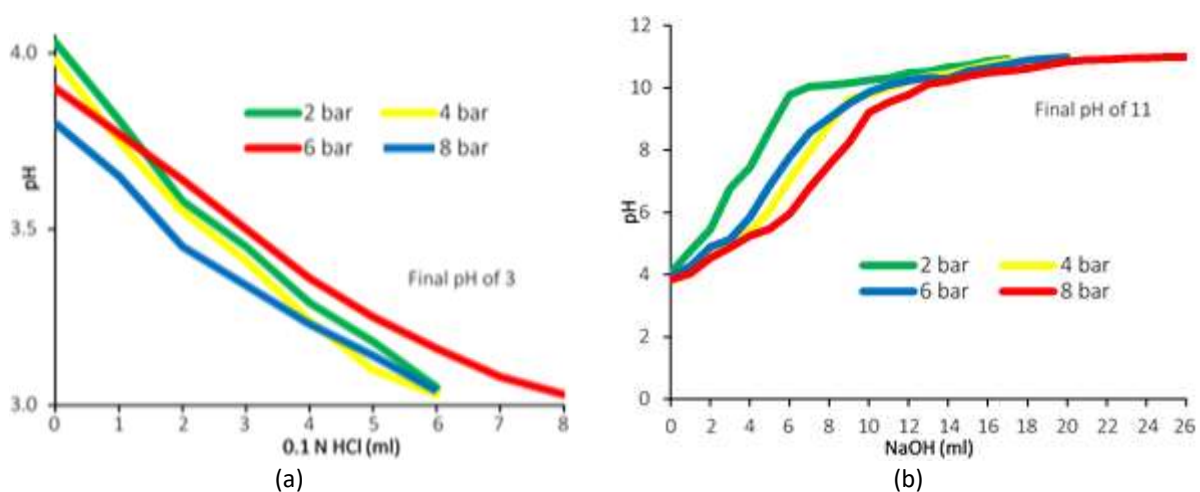 4.0
3.5
3.0
pH
2 bar 4 bar
6 bar 8 bar
Final pH of 3
0 1 2 3 4 5 6 7 8
0.1 N HCl (ml)
(a)
12
10
8
6
4
2
0
pH
Final pH of 11
2 bar 4 bar
6 bar 8 bar
0 2 4 6 8 10 12 14 16 18 20 22 24 26
NaOH (ml)
(b)